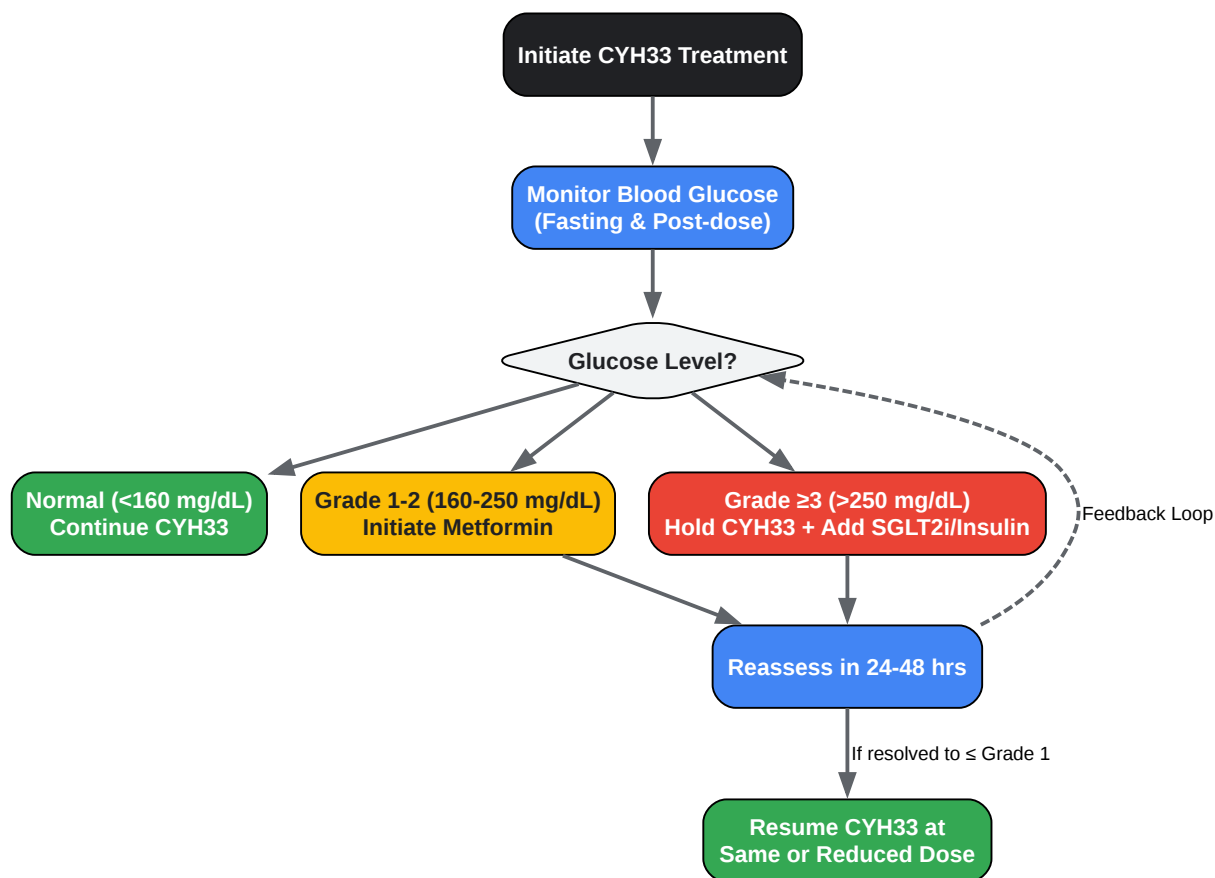 Initiate CYH33 Treatment
Monitor Blood Glucose
(Fasting & Post-dose)
Glucose Level?
Normal (<160 mg/dL)
Continue CYH33
Grade 1-2 (160-250 mg/dL)
Initiate Metformin
Grade ≥3 (>250 mg/dL)
Hold CYH33 + Add SGLT2i/Insulin
Feedback Loop
Reassess in 24-48 hrs
If resolved to ≤ Grade 1
Resume CYH33 at
Same or Reduced Dose